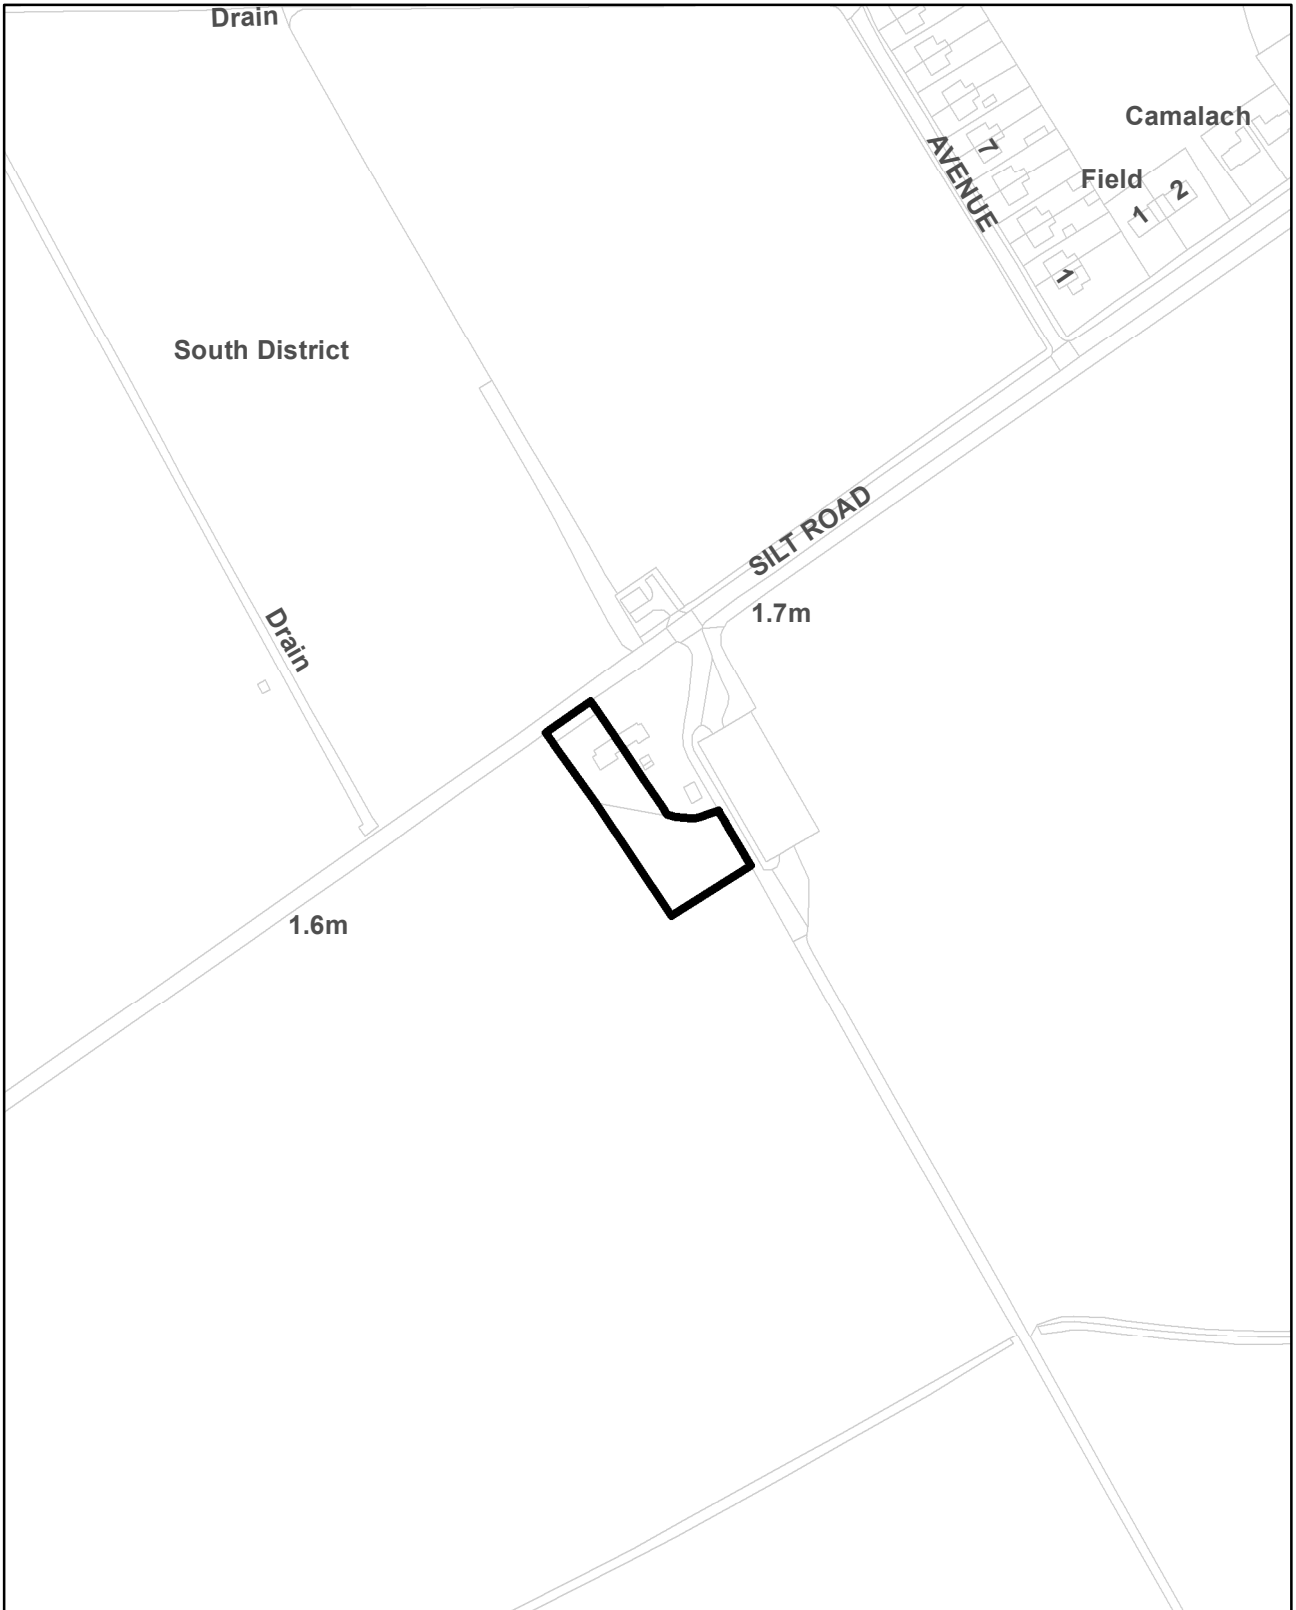 Drain
Camalach
7
AVENUE
Field
2
1
1
South District
SILT ROAD
1.7m
Drain
1.6m